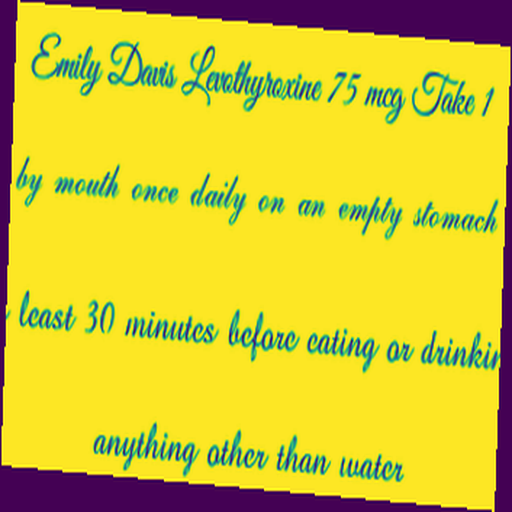 Emily Davis Levothyroxine 75 mcg Take 1
by mouth once daily on an empty stomach
least 30 minutes before eating or drinkin
anything other than water